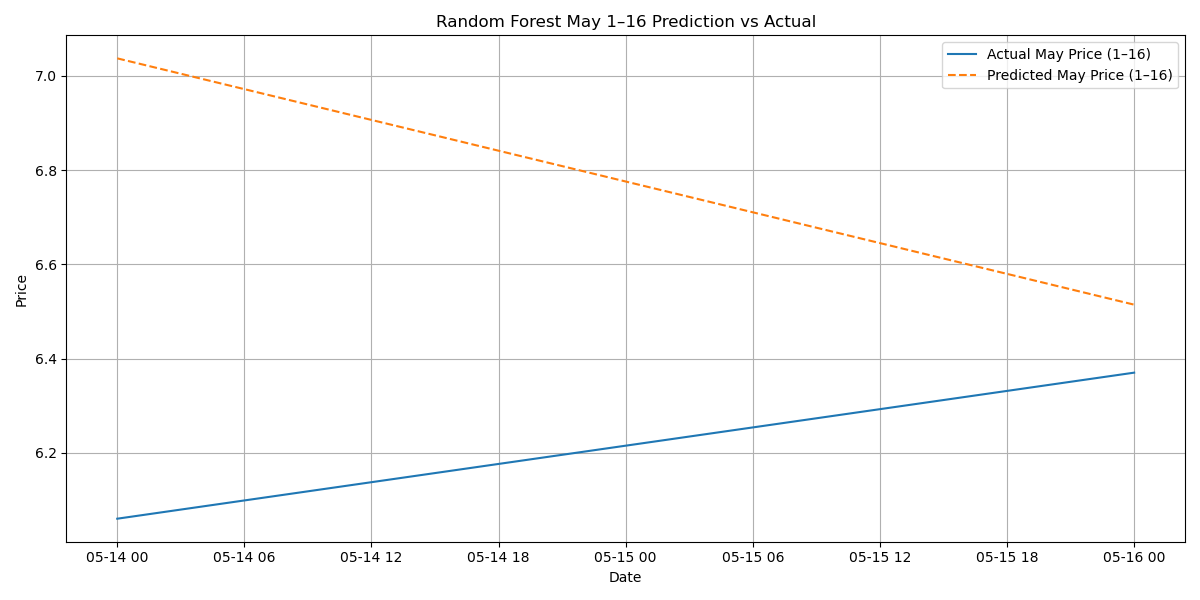 Random Forest May 1–16 Prediction vs Actual
Actual May Price (1–16)
Predicted May Price (1–16)
7.0
6.8
6.6
6.4
6.2
Price
05-14 00
05-14 06
05-14 12
05-14 18
05-15 00
05-15 06
05-15 12
05-15 18
05-16 00
Date